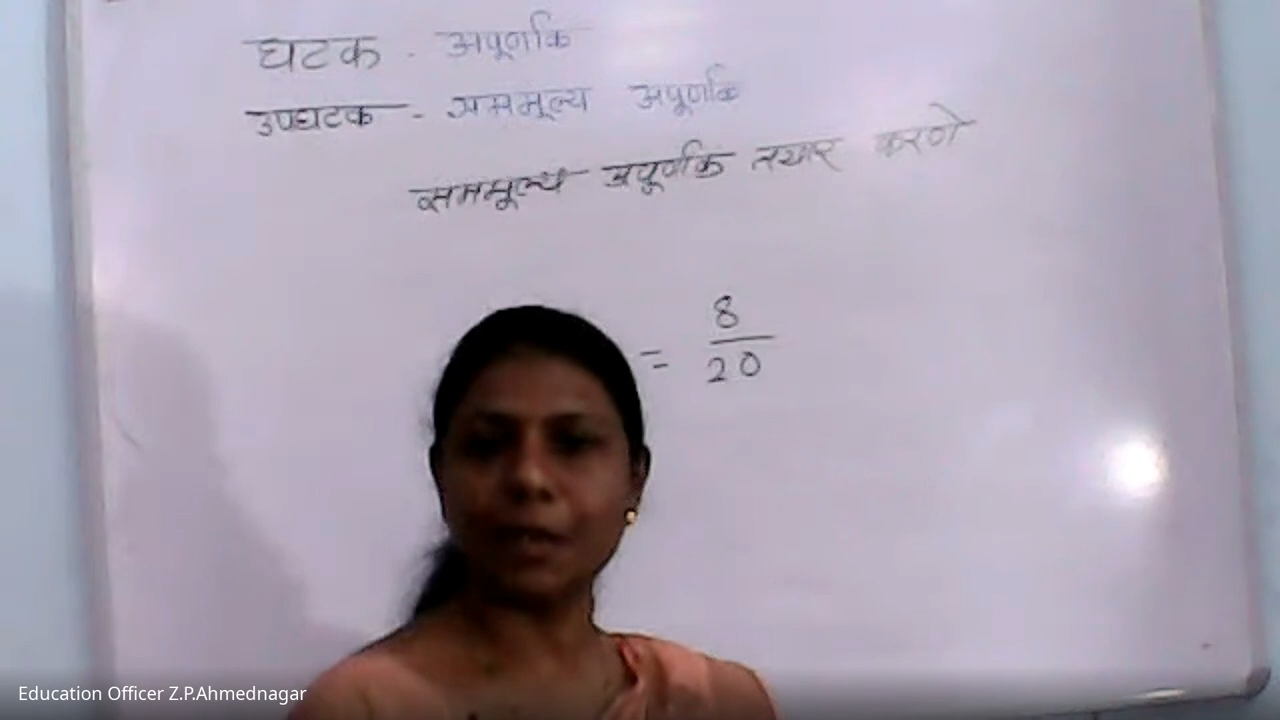 घटक - अपूर्णांक
उपघटक - सममूल्य अपूर्णांक
सममूल्य अपूर्णांक तयार करणे
= 8/20
Education Officer Z.P.Ahmednagar